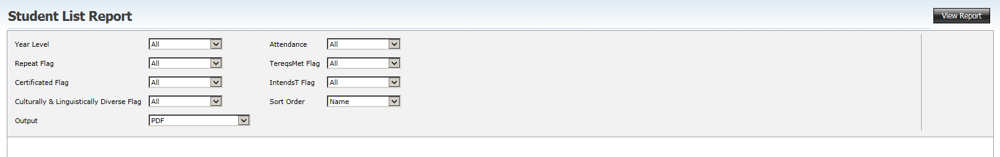 Student List Report
View Report
Year Level All Attendance All
Repeat Flag All TereqsMet Flag All
Certificated Flag All IntendsT Flag All
Culturally & Linguistically Diverse Flag All Sort Order Name
Output PDF